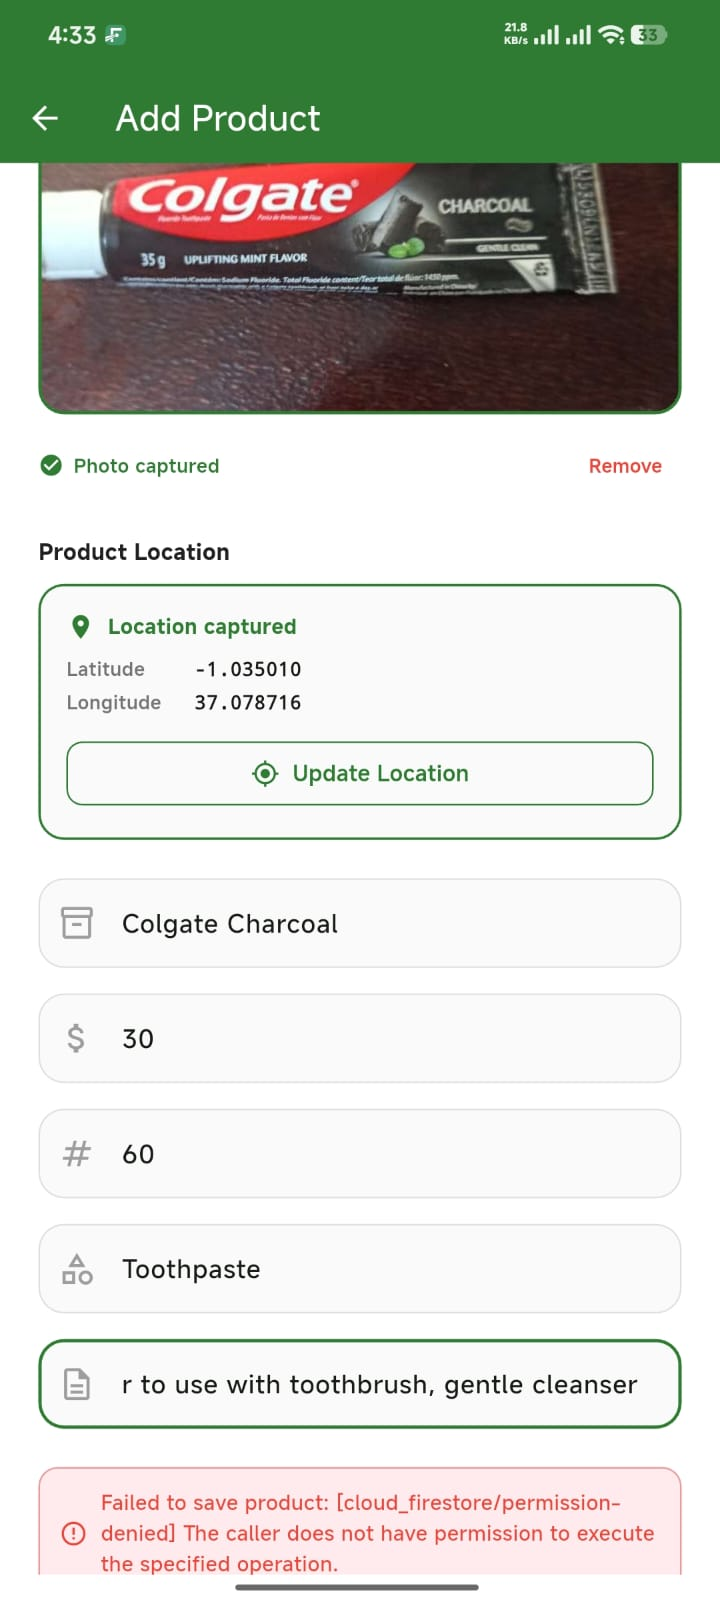 4:33
21.8
KB/s
33
Add Product
Colgate
CHARCOAL
GENTLE CLEAN
35 g UPLIFTING MINT FLAVOR
Photo captured
Remove
Product Location
Location captured
Latitude -1.035010
Longitude 37.078716
Update Location
Colgate Charcoal
$ 30
# 60
Toothpaste
r to use with toothbrush, gentle cleanser
Failed to save product: [cloud_firestore/permission-
denied] The caller does not have permission to execute
the specified operation.